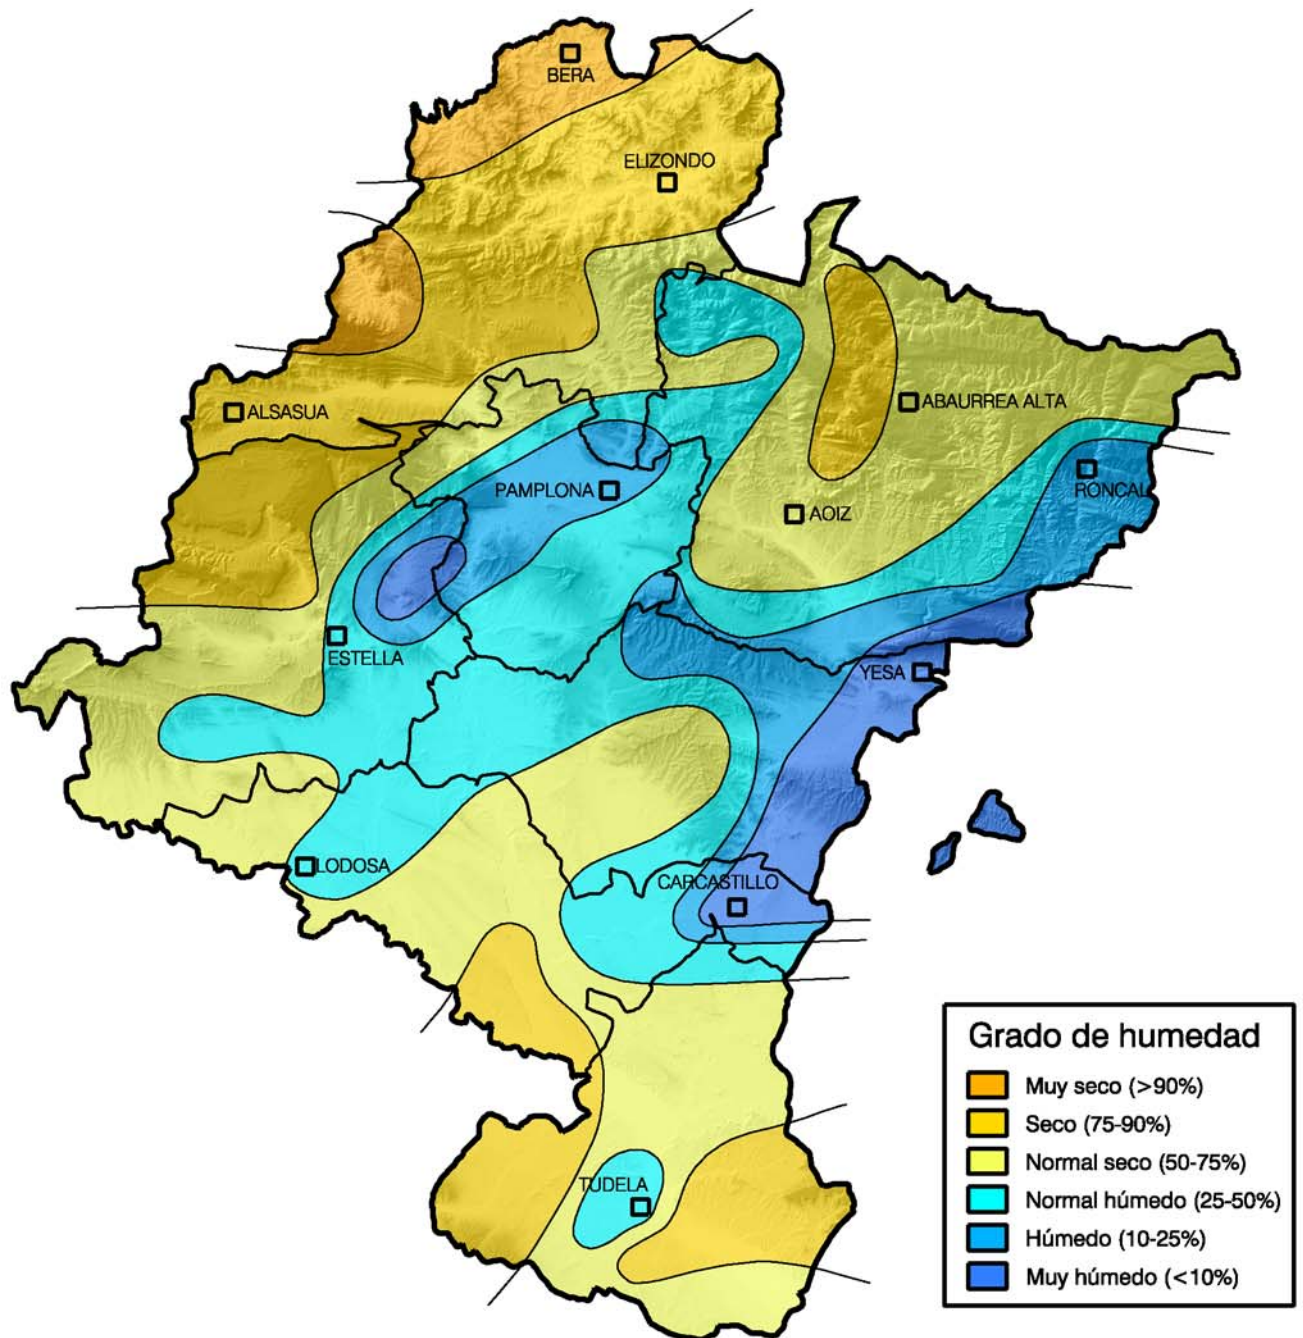 BERA
ELIZONDO
ALSASUA
ABAURREA ALTA
PAMPLONA
RONCAL
AOIZ
ESTELLA
YESA
LODOSA
CARCASTILLO
TUDELA
Grado de humedad
Muy seco (>90%)
Seco (75-90%)
Normal seco (50-75%)
Normal húmedo (25-50%)
Húmedo (10-25%)
Muy húmedo (<10%)